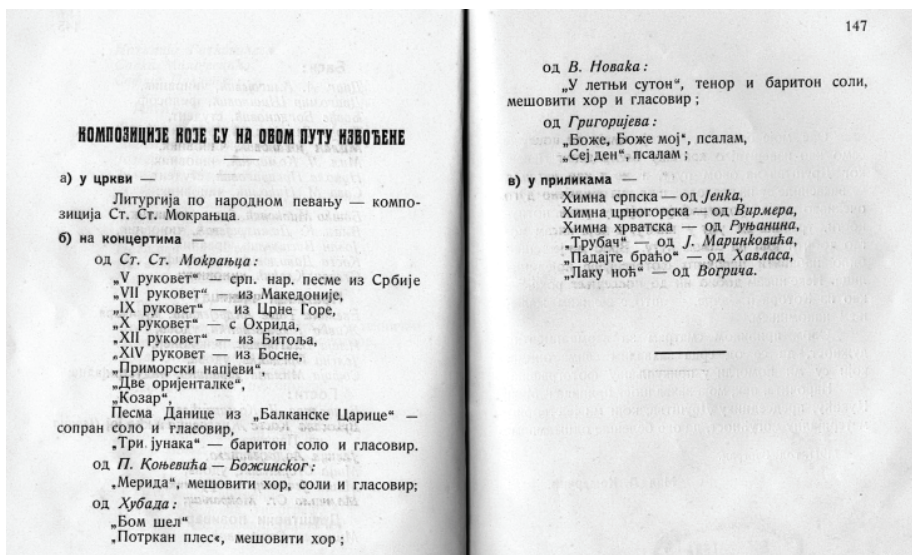 КОМПОЗИЦИЈЕ КОЈЕ СУ НА ОВОМ ПУТУ ИЗВОЂЕНЕ
а) у цркви —
Литургија по народном певању — компо-
зиција Ст. Ст. Мокрањца.
б) на концертима —
од Ст. Ст. Мокрањца:
„V руковет“ — срп. нар. песме из Србије
„VII руковет“ — из Македоније,
„IX руковет“ — из Црне Горе,
„X руковет“ — с Охрида,
„XII руковет“ — из Битоља,
„XIV руковет — из Босне,
„Приморски напјеви“,
„Две оријенталке“,
„Козар“,
Песма Данице из „Балканске Царице“ —
сопран соло и гласовир,
„Три јунака“ — баритон соло и гласовир.
од П. Коњевића — Божинског:
„Мерида“, мешовити хор, соли и гласовир;
од Хубада:
„Бом шел“
„Потркан плес«, мешовити хор;
147
од В. Новака:
„У летњи сутон“, тенор и баритон соли,
мешовити хор и гласовир;
од Григоријева:
„Боже, Боже мој“, псалам,
„Сеј ден“, псалам;
в) у приликама —
Химна српска — од Јенка,
Химна црногорска — од Вирмера,
Химна хрватска — од Руњанина,
„Трубач“ — од Ј. Маринковића,
„Падајте браћо“ — од Хавласа,
„Лаку ноћ“ — од Вогрича.